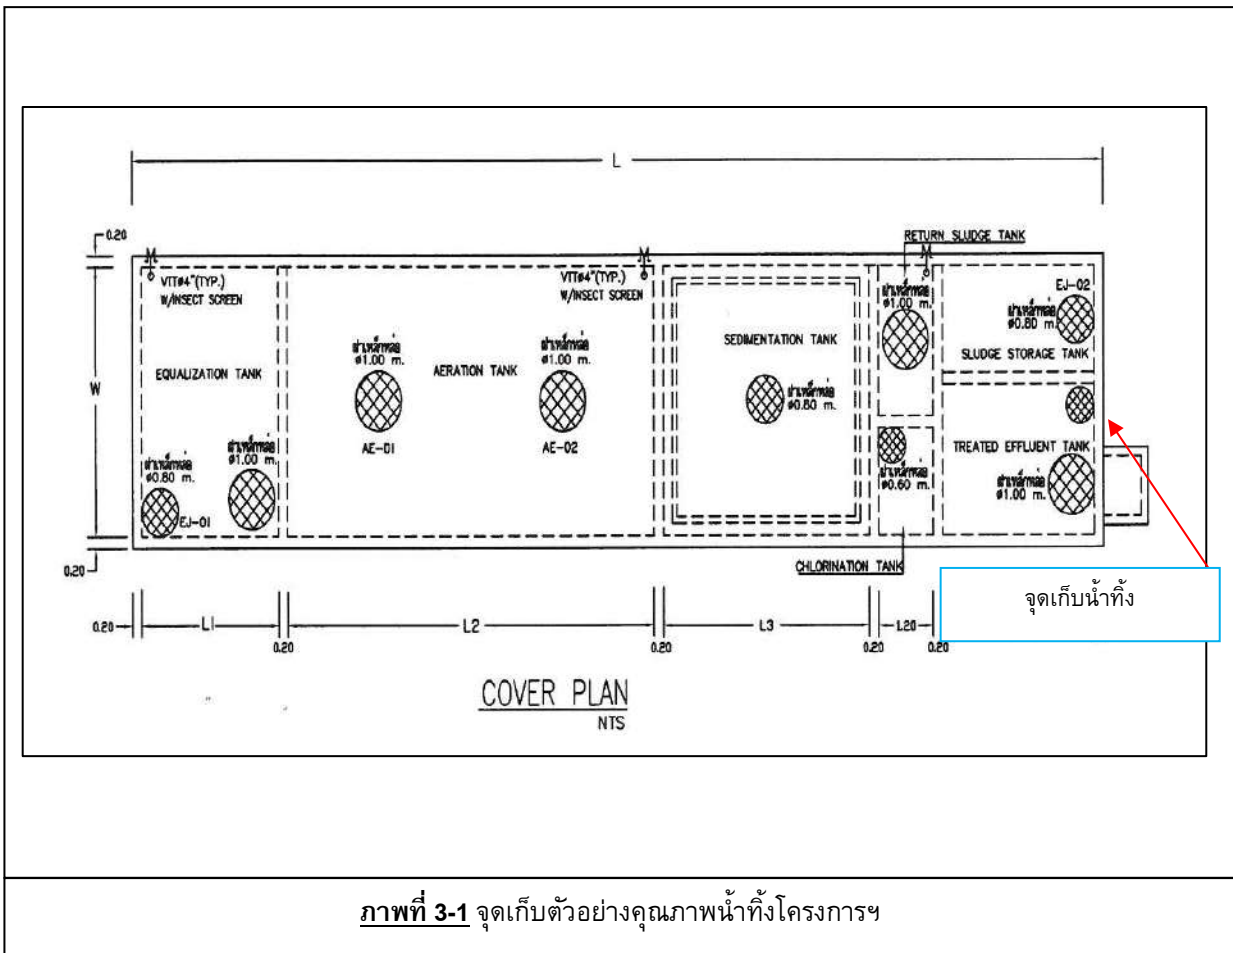 L
0.20
RETURN SLUDGE TANK
VTTø4"(TYP.)
W/INSECT SCREEN
VTTø4"(TYP.)
W/INSECT SCREEN
ฝาเหล็กหล่อ
ø1.00 m.
EJ-02
ฝาเหล็กหล่อ
ø0.80 m.
SLUDGE STORAGE TANK
W
EQUALIZATION TANK
ฝาเหล็กหล่อ
ø1.00 m.
AERATION TANK
ฝาเหล็กหล่อ
ø1.00 m.
SEDIMENTATION TANK
ฝาเหล็กหล่อ
ø0.80 m.
AE-01
AE-02
ฝาเหล็กหล่อ
ø0.80 m.
EJ-01
ฝาเหล็กหล่อ
ø1.00 m.
ฝาเหล็กหล่อ
ø0.60 m.
TREATED EFFLUENT TANK
ฝาเหล็กหล่อ
ø1.00 m.
0.20
CHLORINATION TANK
จุดเก็บน้ำทิ้ง
0.20
L1
0.20
L2
0.20
L3
0.20
1.20
0.20
COVER PLAN
NTS
ภาพที่ 3-1 จุดเก็บตัวอย่างคุณภาพน้ำทิ้งโครงการฯ